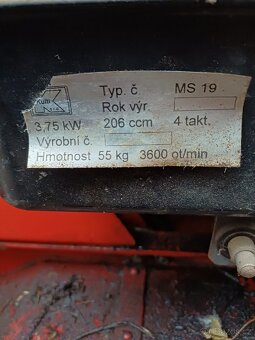 Typ. č. MS 19
Rok výr.
3,75 kW 206 ccm 4 takt.
Výrobní č.
Hmotnost 55 kg 3600 ot/min